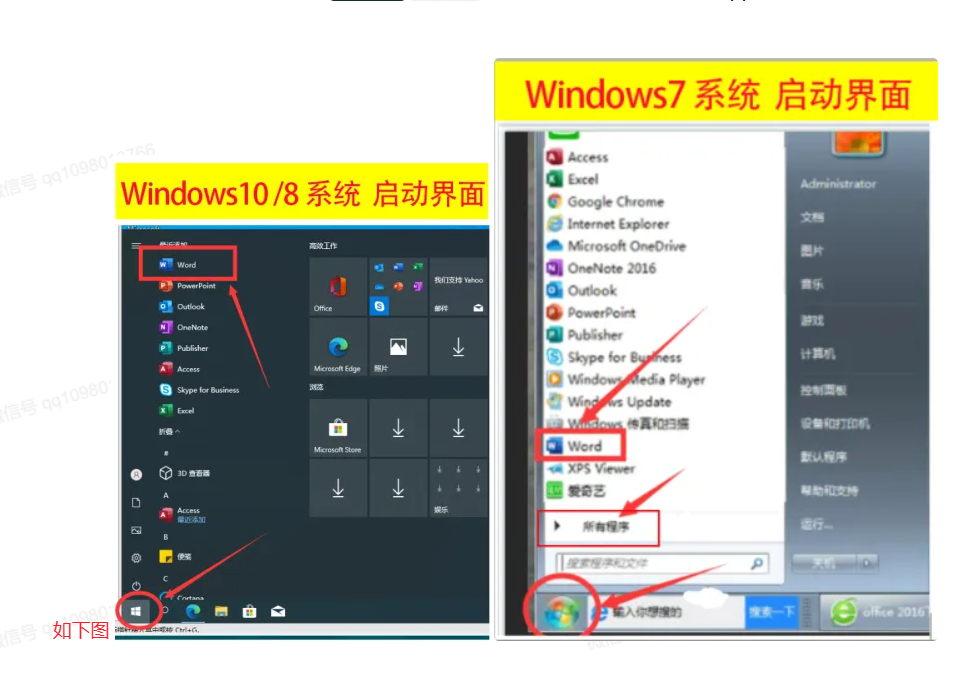 Windows7 系统 启动界面
Windows10 /8 系统 启动界面
最近添加
Word
PowerPoint
Outlook
OneNote
Publisher
Access
Skype for Business
Excel
折叠
#
3D 查看器
A
Access
最近添加
B
便笺
C
Cortana
高效工作
Office
我们支持 Yahoo
邮件
Microsoft Edge
照片
浏览
Microsoft Store
娱乐
如下图
Access
Excel
Google Chrome
Internet Explorer
Microsoft OneDrive
OneNote 2016
Outlook
PowerPoint
Publisher
Skype for Business
Windows Media Player
Windows Update
Windows 传真和扫描
Word
XPS Viewer
爱奇艺
所有程序
搜索程序和文件
Administrator
文档
图片
音乐
游戏
计算机
控制面板
设备和打印机
默认程序
帮助和支持
运行...
关机
输入你想搜的
搜索一下
office 2016